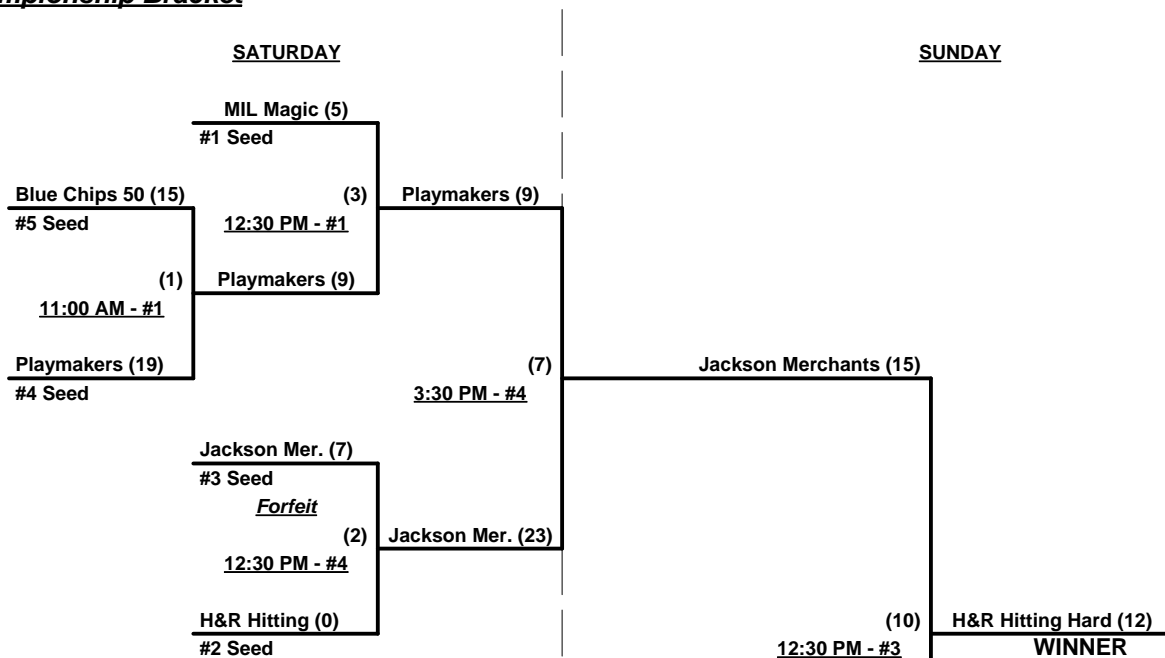 SATURDAY
SUNDAY
MIL Magic (5)
#1 Seed
Blue Chips 50 (15)
(3)
Playmakers (9)
#5 Seed
12:30 PM - #1
(1)
Playmakers (9)
11:00 AM - #1
Playmakers (19)
(7)
Jackson Merchants (15)
#4 Seed
3:30 PM - #4
Jackson Mer. (7)
#3 Seed
Forfeit
(2)
Jackson Mer. (23)
12:30 PM - #4
H&R Hitting (0)
(10)
H&R Hitting Hard (12)
#2 Seed
12:30 PM - #3
WINNER